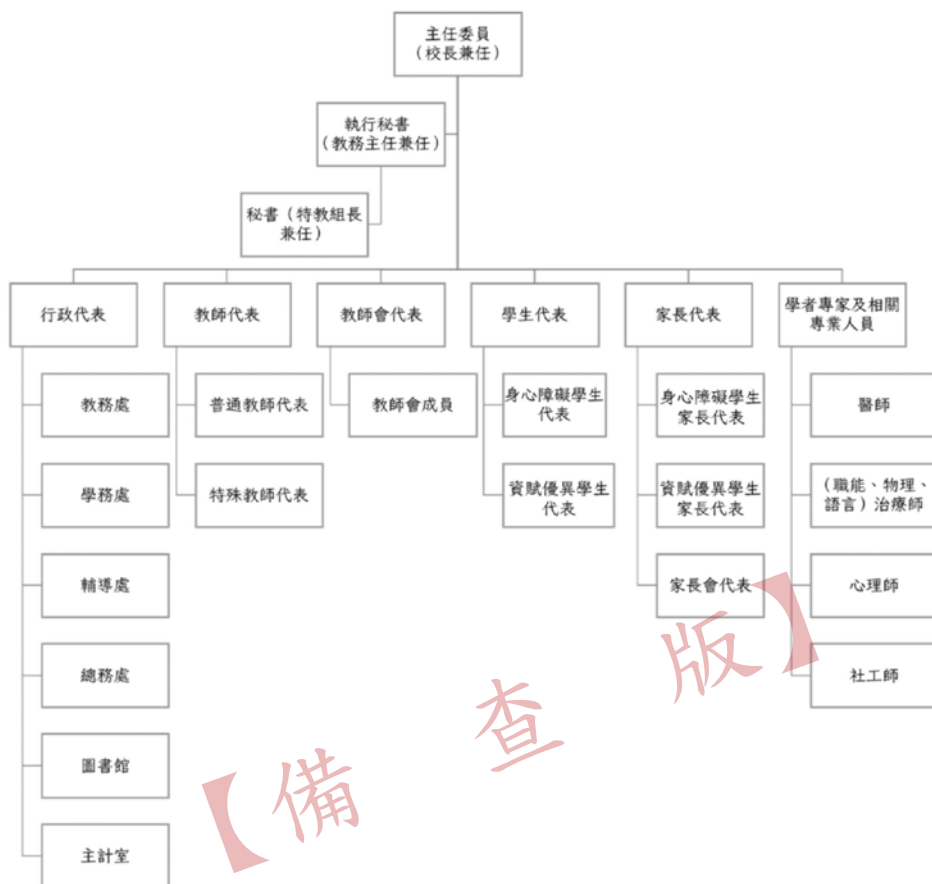 主任委員
（校長兼任）
執行秘書
（教務主任兼任）
秘書（特教組長
兼任）
行政代表
教師代表
教師會代表
學生代表
家長代表
學者專家及相關
專業人員
教務處
普通教師代表
教師會成員
身心障礙學生
代表
身心障礙學生
家長代表
醫師
學務處
特殊教師代表
資賦優異學生
代表
資賦優異學生
家長代表
（職能、物理、
語言）治療師
輔導處
家長會代表
心理師
總務處
社工師
圖書館
主計室
【備查版】